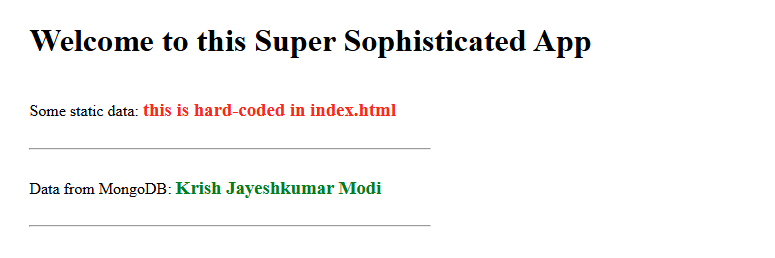 Welcome to this Super Sophisticated App
Some static data: this is hard-coded in index.html
Data from MongoDB: Krish Jayeshkumar Modi